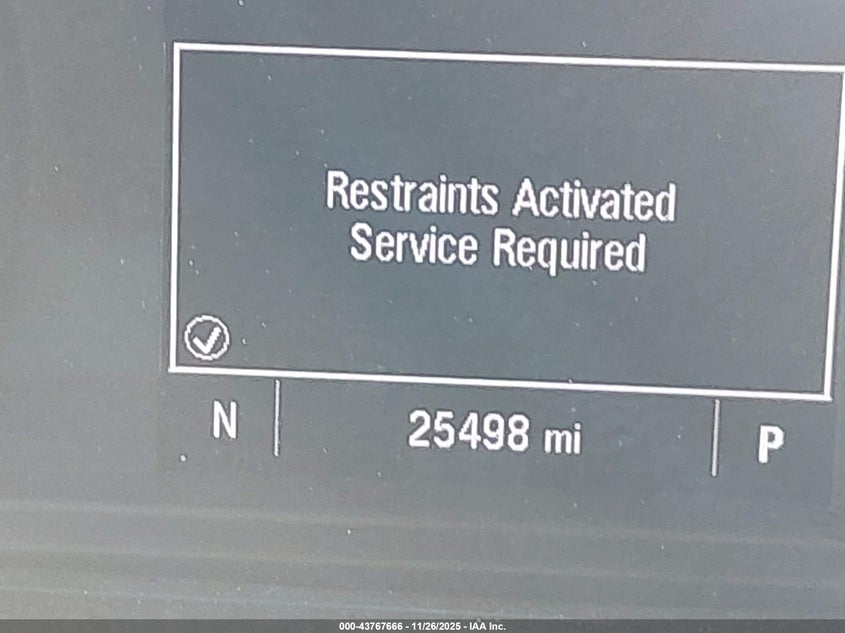 Restraints Activated
Service Required
N
25498 mi
P
000-43767666 - 11/26/2025 - IAA Inc.